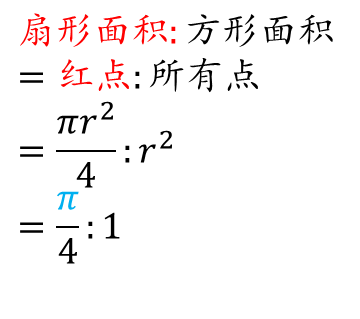 扇形面积:方形面积
= 红点:所有点
= πr²/4 : r²
= π/4 : 1